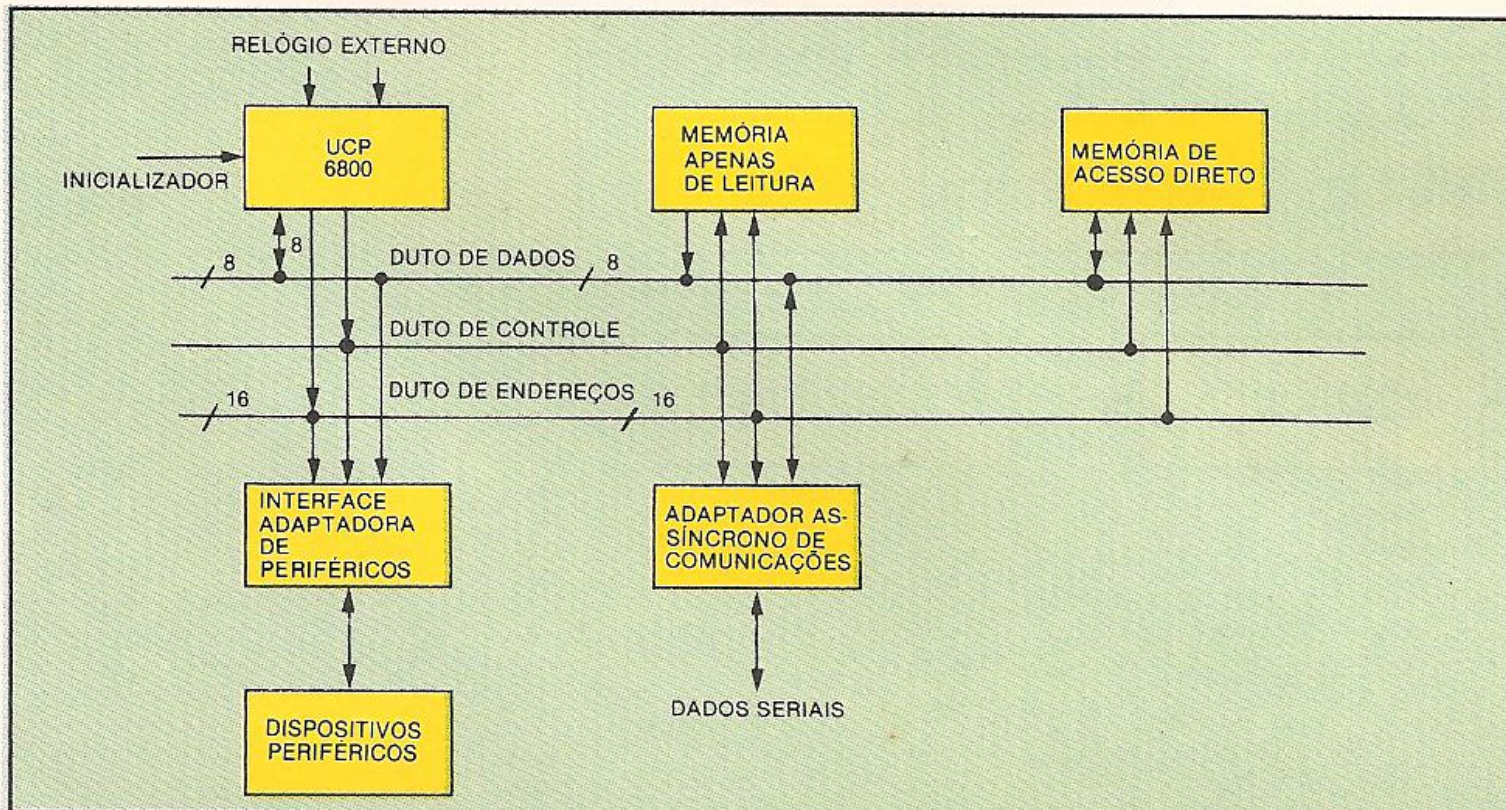 RELÓGIO EXTERNO
UCP
6800
INICIALIZADOR
MEMÓRIA
APENAS
DE LEITURA
MEMÓRIA DE
ACESSO DIRETO
8
8
DUTO DE DADOS
8
DUTO DE CONTROLE
16
DUTO DE ENDEREÇOS
16
INTERFACE
ADAPTADORA
DE
PERIFÉRICOS
ADAPTADOR AS-
SÍNCRONO DE
COMUNICAÇÕES
DISPOSITIVOS
PERIFÉRICOS
DADOS SERIAIS